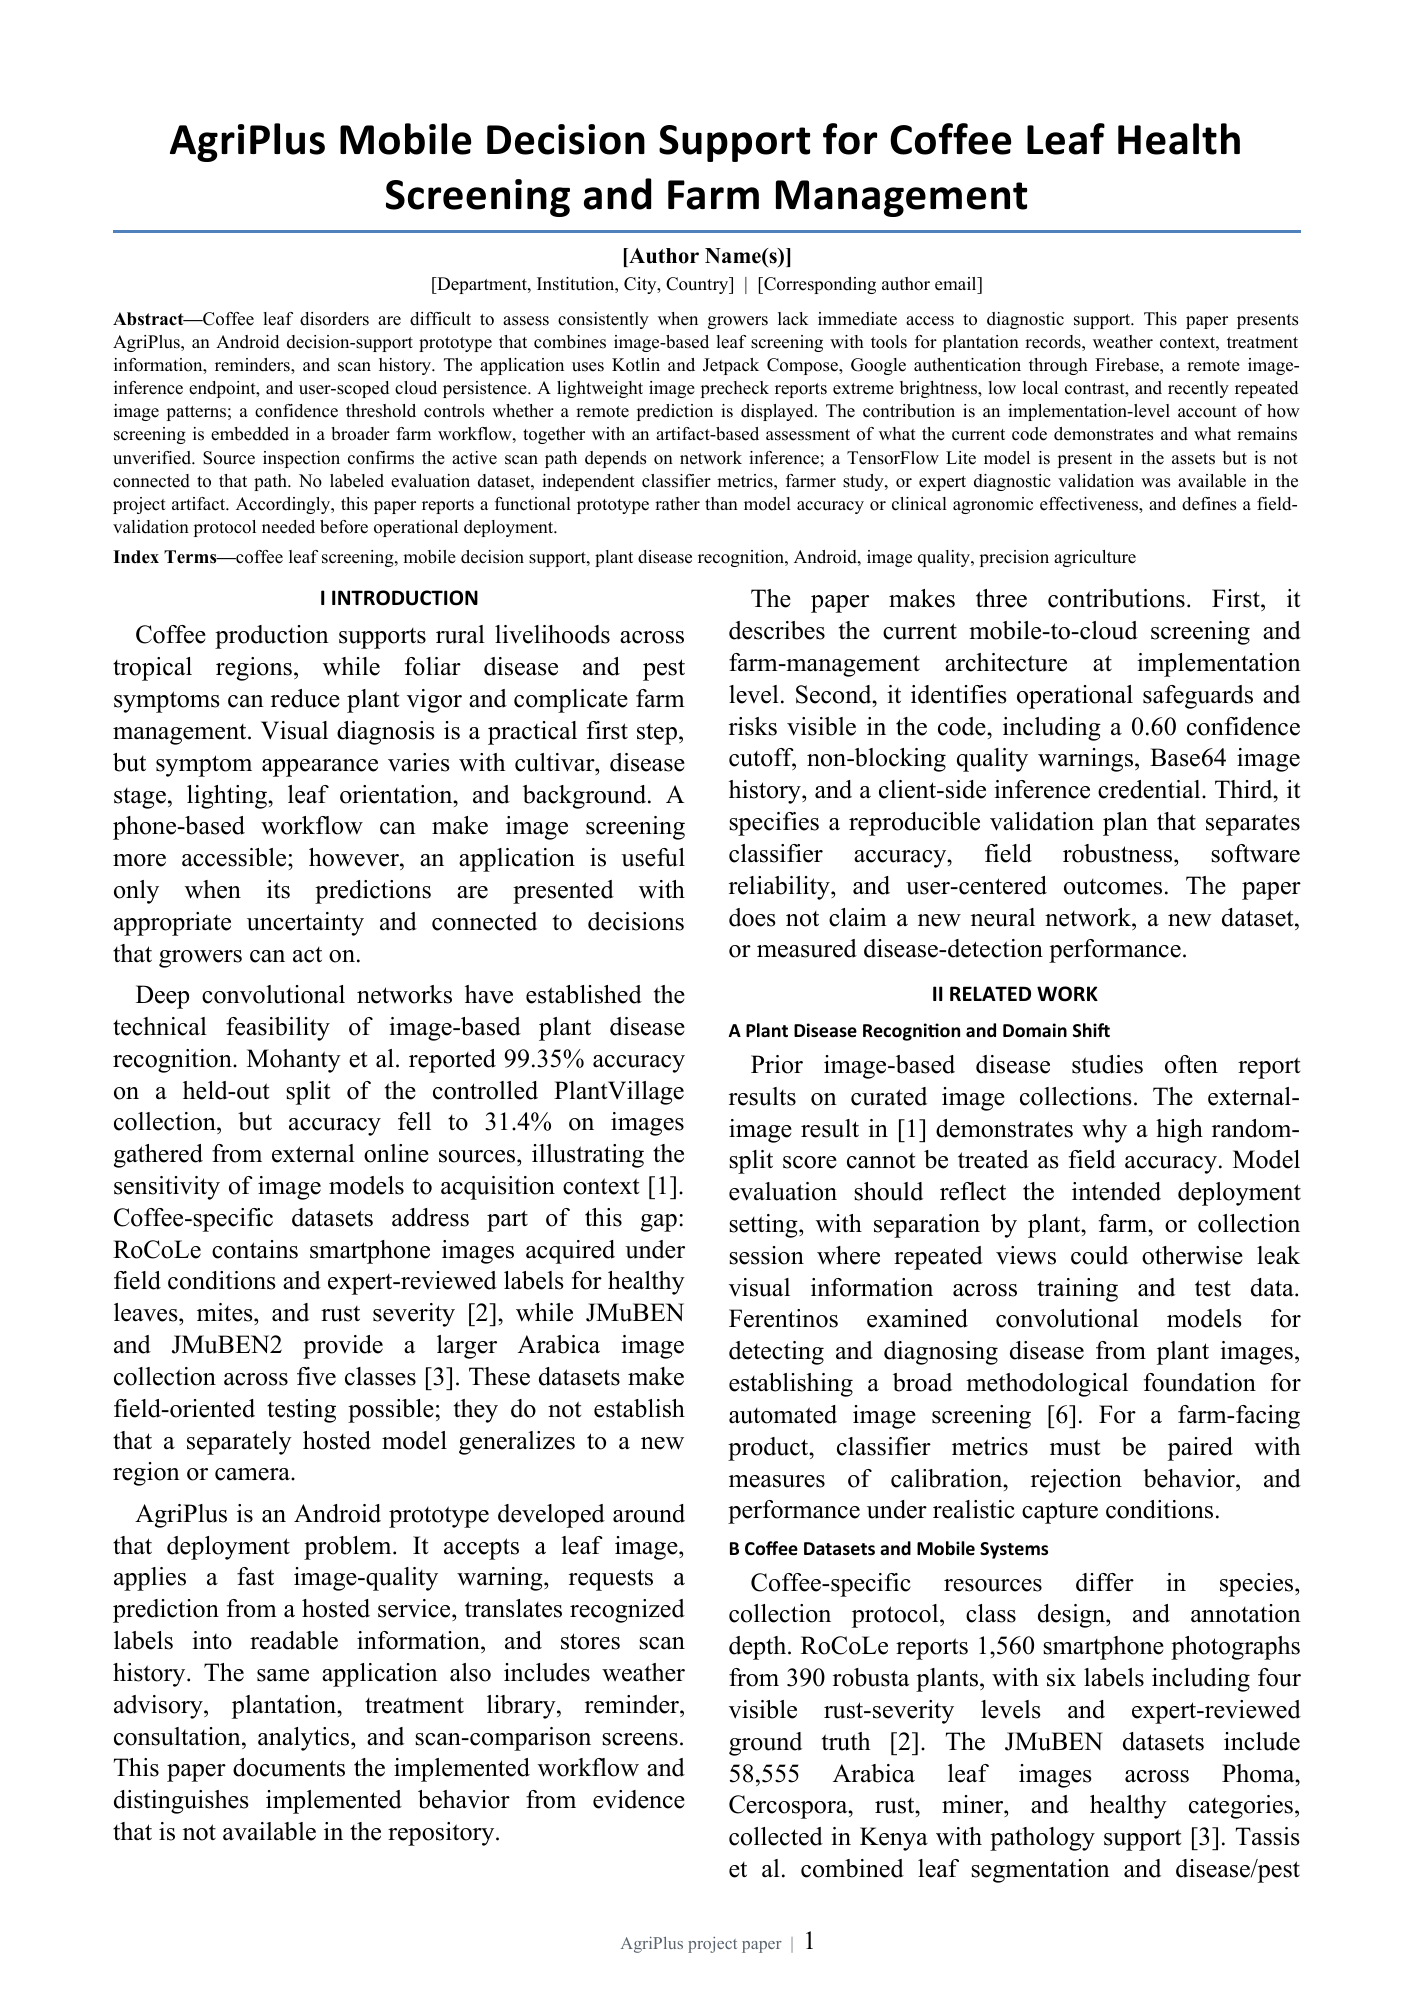 AgriPlus Mobile Decision Support for Coffee Leaf Health
Screening and Farm Management
[Author Name(s)]
[Department, Institution, City, Country] | [Corresponding author email]
Abstract—Coffee leaf disorders are difficult to assess consistently when growers lack immediate access to diagnostic support. This paper presents
AgriPlus, an Android decision-support prototype that combines image-based leaf screening with tools for plantation records, weather context, treatment
information, reminders, and scan history. The application uses Kotlin and Jetpack Compose, Google authentication through Firebase, a remote image-
inference endpoint, and user-scoped cloud persistence. A lightweight image precheck reports extreme brightness, low local contrast, and recently repeated
image patterns; a confidence threshold controls whether a remote prediction is displayed. The contribution is an implementation-level account of how
screening is embedded in a broader farm workflow, together with an artifact-based assessment of what the current code demonstrates and what remains
unverified. Source inspection confirms the active scan path depends on network inference; a TensorFlow Lite model is present in the assets but is not
connected to that path. No labeled evaluation dataset, independent classifier metrics, farmer study, or expert diagnostic validation was available in the
project artifact. Accordingly, this paper reports a functional prototype rather than model accuracy or clinical agronomic effectiveness, and defines a field-
validation protocol needed before operational deployment.
Index Terms—coffee leaf screening, mobile decision support, plant disease recognition, Android, image quality, precision agriculture
I INTRODUCTION
Coffee production supports rural livelihoods across
tropical regions, while foliar disease and pest
symptoms can reduce plant vigor and complicate farm
management. Visual diagnosis is a practical first step,
but symptom appearance varies with cultivar, disease
stage, lighting, leaf orientation, and background. A
phone-based workflow can make image screening
more accessible; however, an application is useful
only when its predictions are presented with
appropriate uncertainty and connected to decisions
that growers can act on.
Deep convolutional networks have established the
technical feasibility of image-based plant disease
recognition. Mohanty et al. reported 99.35% accuracy
on a held-out split of the controlled PlantVillage
collection, but accuracy fell to 31.4% on images
gathered from external online sources, illustrating the
sensitivity of image models to acquisition context [1].
Coffee-specific datasets address part of this gap:
RoCoLe contains smartphone images acquired under
field conditions and expert-reviewed labels for healthy
leaves, mites, and rust severity [2], while JMuBEN
and JMuBEN2 provide a larger Arabica image
collection across five classes [3]. These datasets make
field-oriented testing possible; they do not establish
that a separately hosted model generalizes to a new
region or camera.
AgriPlus is an Android prototype developed around
that deployment problem. It accepts a leaf image,
applies a fast image-quality warning, requests a
prediction from a hosted service, translates recognized
labels into readable information, and stores scan
history. The same application also includes weather
advisory, plantation, treatment library, reminder,
consultation, analytics, and scan-comparison screens.
This paper documents the implemented workflow and
distinguishes implemented behavior from evidence
that is not available in the repository.
The paper makes three contributions. First, it
describes the current mobile-to-cloud screening and
farm-management architecture at implementation
level. Second, it identifies operational safeguards and
risks visible in the code, including a 0.60 confidence
cutoff, non-blocking quality warnings, Base64 image
history, and a client-side inference credential. Third, it
specifies a reproducible validation plan that separates
classifier accuracy, field robustness, software
reliability, and user-centered outcomes. The paper
does not claim a new neural network, a new dataset,
or measured disease-detection performance.
II RELATED WORK
A Plant Disease Recognition and Domain Shift
Prior image-based disease studies often report
results on curated image collections. The external-
image result in [1] demonstrates why a high random-
split score cannot be treated as field accuracy. Model
evaluation should reflect the intended deployment
setting, with separation by plant, farm, or collection
session where repeated views could otherwise leak
visual information across training and test data.
Ferentinos examined convolutional models for
detecting and diagnosing disease from plant images,
establishing a broad methodological foundation for
automated image screening [6]. For a farm-facing
product, classifier metrics must be paired with
measures of calibration, rejection behavior, and
performance under realistic capture conditions.
B Coffee Datasets and Mobile Systems
Coffee-specific resources differ in species,
collection protocol, class design, and annotation
depth. RoCoLe reports 1,560 smartphone photographs
from 390 robusta plants, with six labels including four
visible rust-severity levels and expert-reviewed
ground truth [2]. The JMuBEN datasets include
58,555 Arabica leaf images across Phoma,
Cercospora, rust, miner, and healthy categories,
collected in Kenya with pathology support [3]. Tassis
et al. combined leaf segmentation and disease/pest
AgriPlus project paper | 1